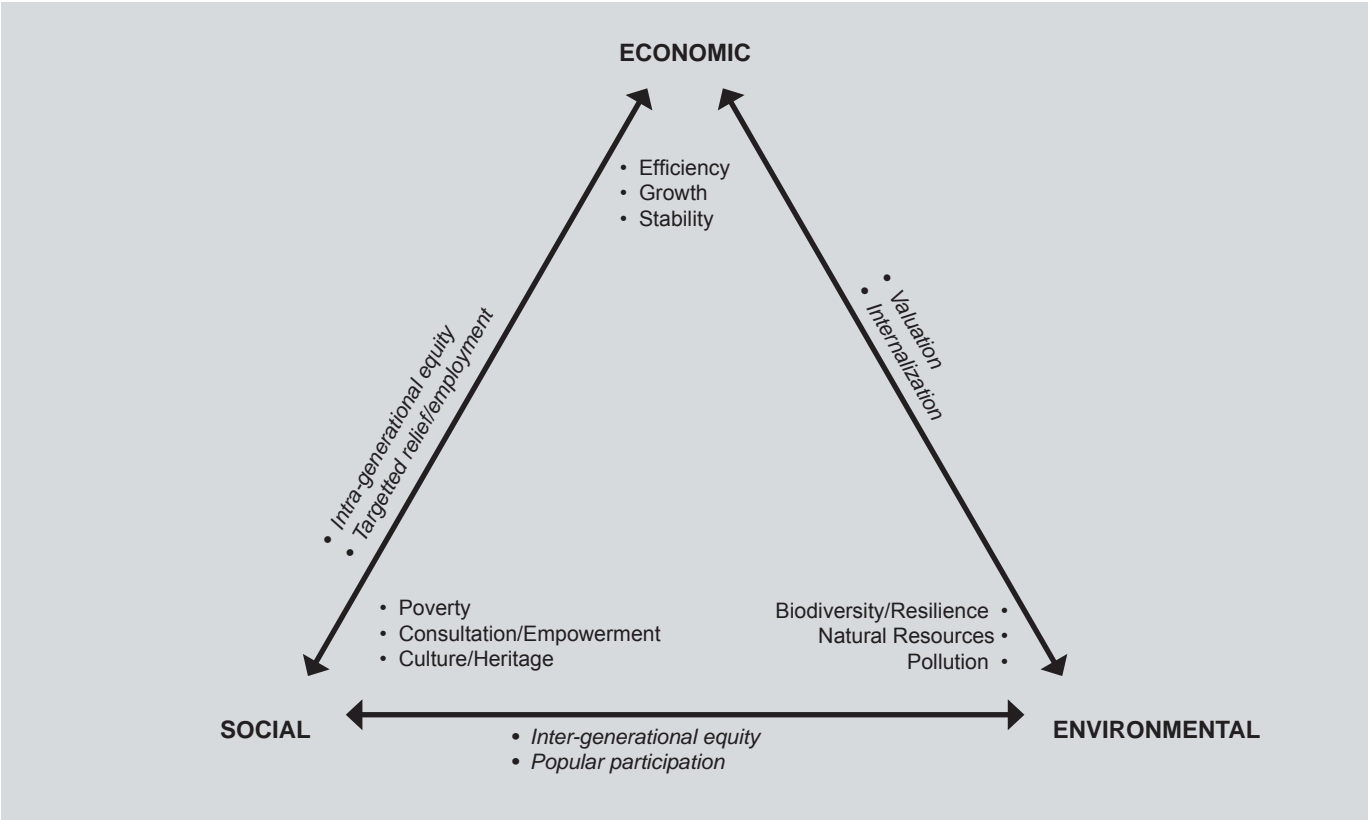 ECONOMIC
• Efficiency
• Growth
• Stability
• Valuation
• Internalization
• Intra-generational equity
• Targetted relief/employment
• Poverty
• Consultation/Empowerment
• Culture/Heritage
Biodiversity/Resilience •
Natural Resources •
Pollution •
SOCIAL
ENVIRONMENTAL
• Inter-generational equity
• Popular participation